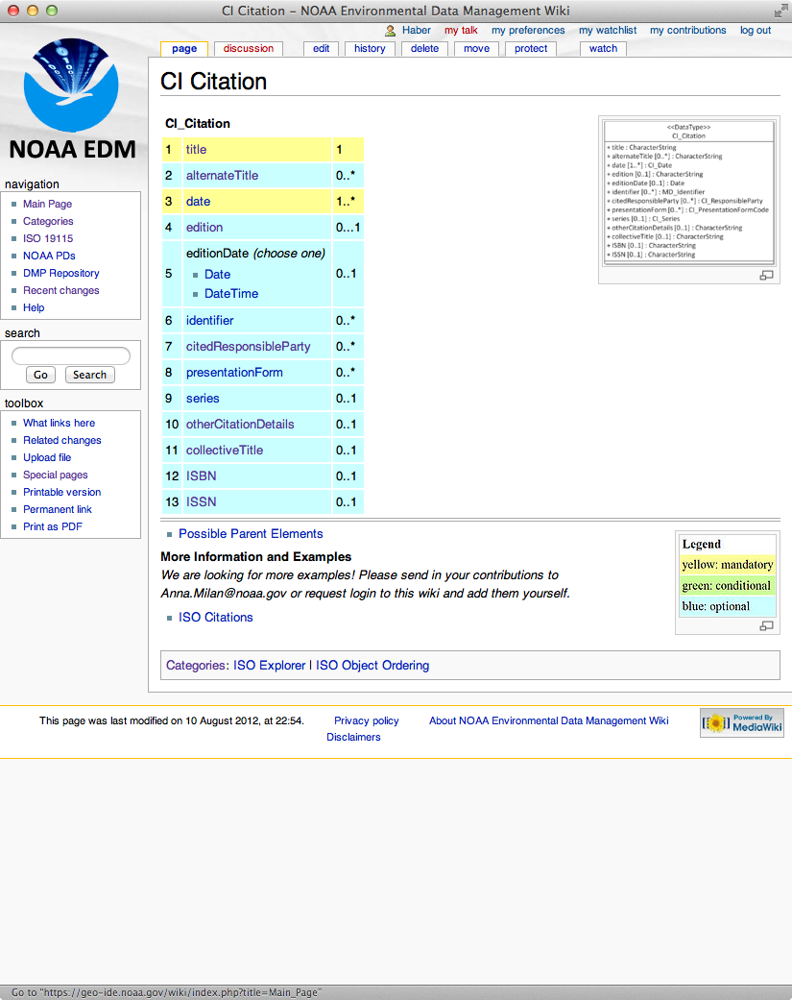 CI Citation – NOAA Environmental Data Management Wiki
Haber my talk my preferences my watchlist my contributions log out
page discussion edit history delete move protect watch
NOAA EDM
navigation
Main Page
Categories
ISO 19115
NOAA PDs
DMP Repository
Recent changes
Help
search
Go Search
toolbox
What links here
Related changes
Upload file
Special pages
Printable version
Permanent link
Print as PDF
CI Citation
CI_Citation
1 title 1
2 alternateTitle 0..*
3 date 1..*
4 edition 0...1
5 editionDate (choose one) 0..1
Date
DateTime
6 identifier 0..*
7 citedResponsibleParty 0..*
8 presentationForm 0..*
9 series 0..1
10 otherCitationDetails 0..1
11 collectiveTitle 0..1
12 ISBN 0..1
13 ISSN 0..1
<<DataType>>
CI_Citation
+ title : CharacterString
+ alternateTitle [0..*] : CharacterString
+ date [1..*] : CI_Date
+ edition [0..1] : CharacterString
+ editionDate [0..1] : Date
+ identifier [0..*] : MD_Identifier
+ citedResponsibleParty [0..*] : CI_ResponsibleParty
+ presentationForm [0..*] : CI_PresentationFormCode
+ series [0..1] : CI_Series
+ otherCitationDetails [0..1] : CharacterString
+ collectiveTitle [0..1] : CharacterString
+ ISBN [0..1] : CharacterString
+ ISSN [0..1] : CharacterString
Possible Parent Elements
More Information and Examples
We are looking for more examples! Please send in your contributions to
Anna.Milan@noaa.gov or request login to this wiki and add them yourself.
ISO Citations
Legend
yellow: mandatory
green: conditional
blue: optional
Categories: ISO Explorer | ISO Object Ordering
This page was last modified on 10 August 2012, at 22:54. Privacy policy About NOAA Environmental Data Management Wiki
Disclaimers
Powered By
MediaWiki
Go to "https://geo-ide.noaa.gov/wiki/index.php?title=Main_Page"